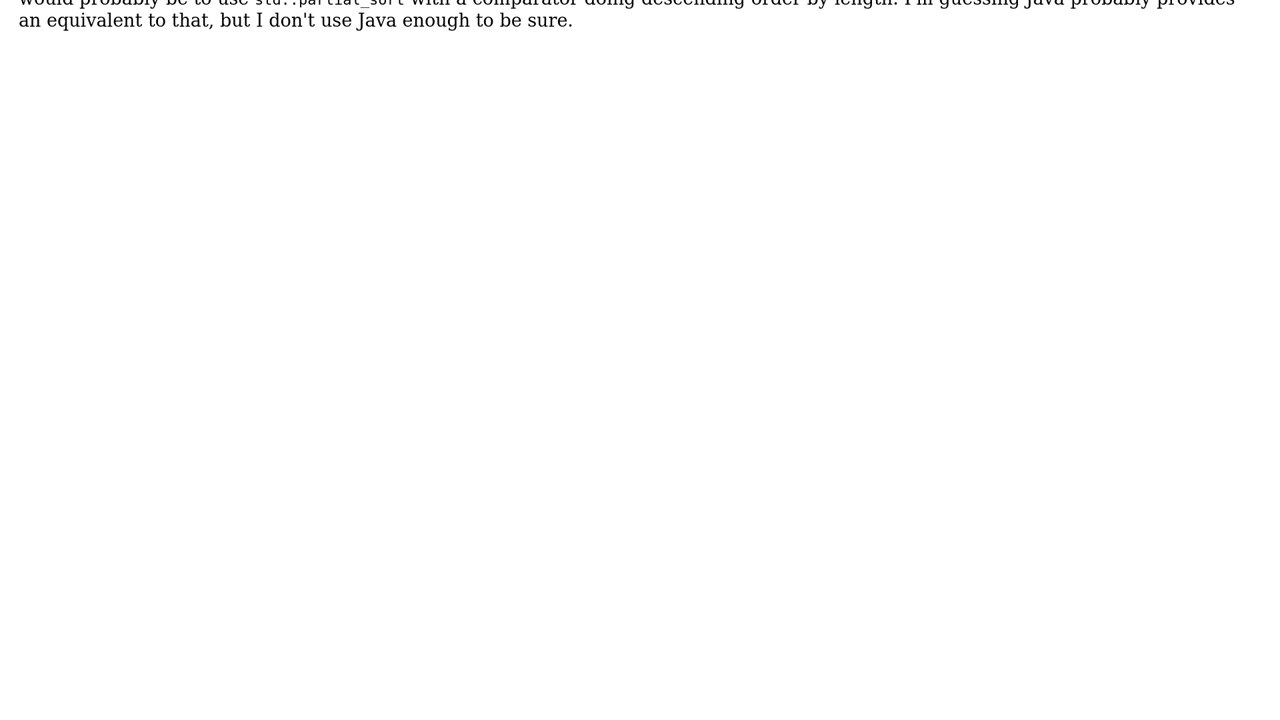 would probably be to use std::partial_sort with a comparator doing descending order by length. I'm guessing Java probably provides
an equivalent to that, but I don't use Java enough to be sure.